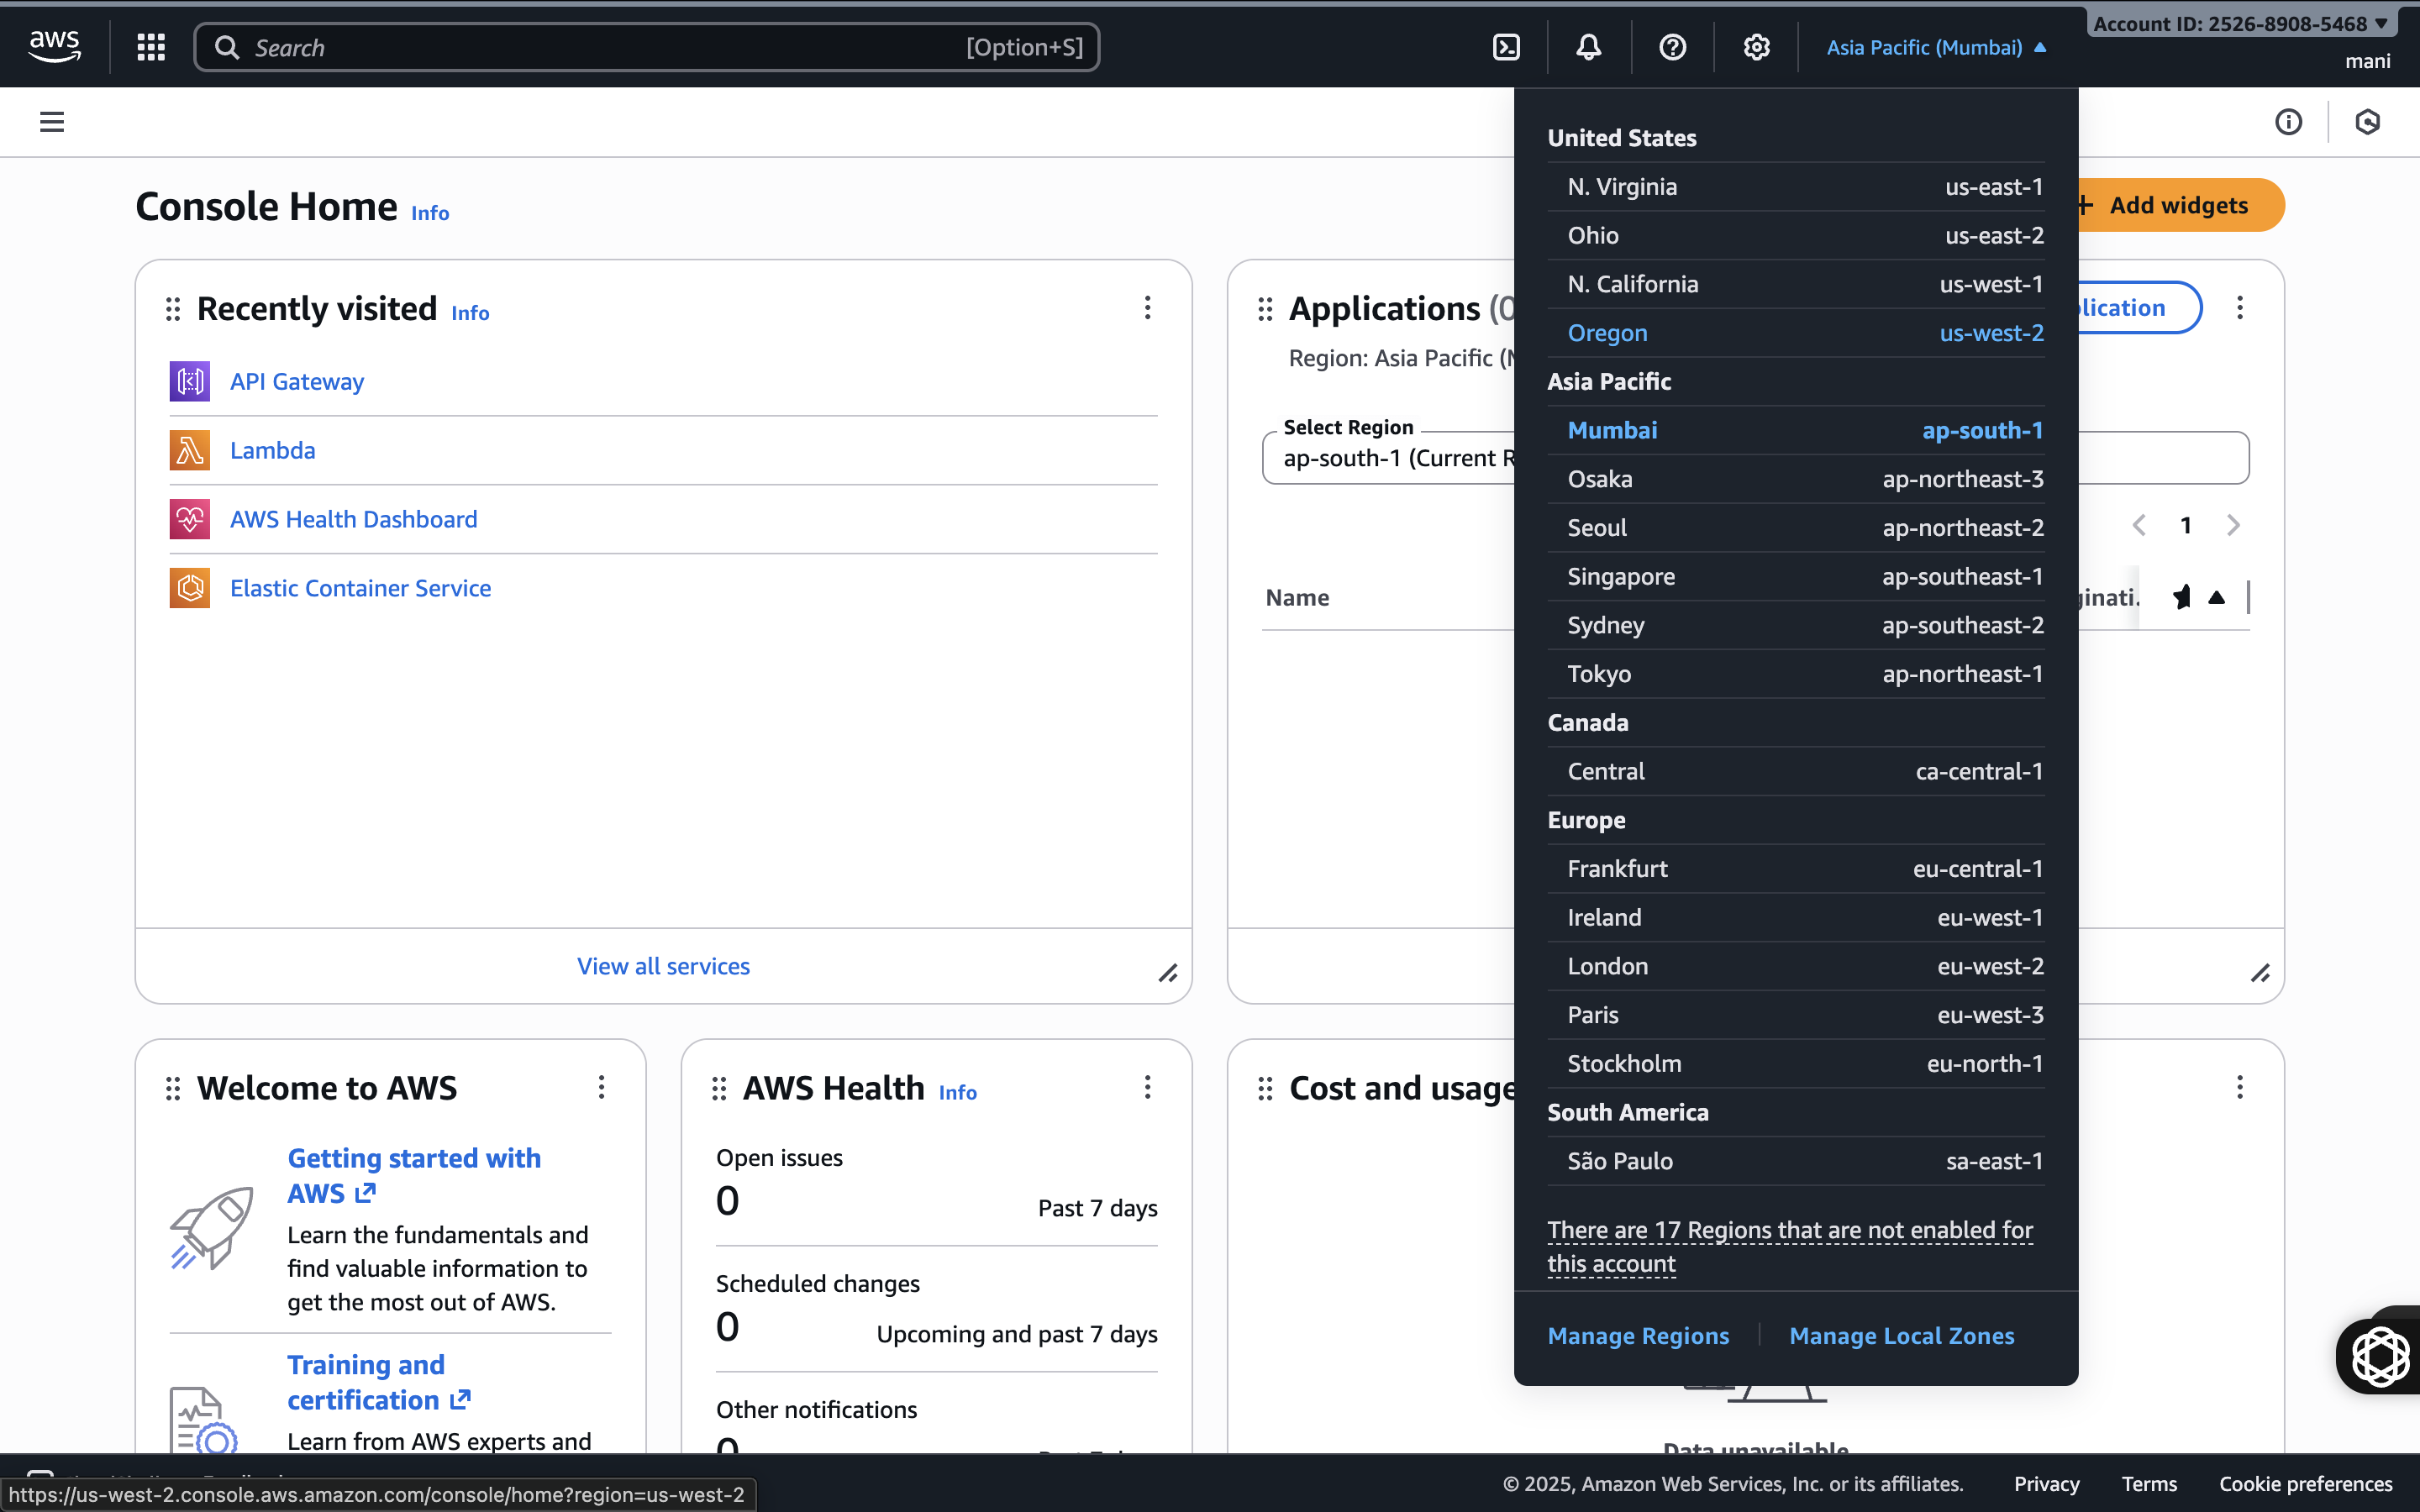 aws
Search
[Option+S]
Asia Pacific (Mumbai)
Account ID: 2526-8908-5468
mani
Console Home Info
Add widgets
Recently visited Info
API Gateway
Lambda
AWS Health Dashboard
Elastic Container Service
View all services
Applications (0
Region: Asia Pacific (M
plication
Select Region
ap-south-1 (Current R
1
Name
ginati.
United States
N. Virginia us-east-1
Ohio us-east-2
N. California us-west-1
Oregon us-west-2
Asia Pacific
Mumbai ap-south-1
Osaka ap-northeast-3
Seoul ap-northeast-2
Singapore ap-southeast-1
Sydney ap-southeast-2
Tokyo ap-northeast-1
Canada
Central ca-central-1
Europe
Frankfurt eu-central-1
Ireland eu-west-1
London eu-west-2
Paris eu-west-3
Stockholm eu-north-1
South America
São Paulo sa-east-1
There are 17 Regions that are not enabled for
this account
Manage Regions
Manage Local Zones
Welcome to AWS
Getting started with
AWS
Learn the fundamentals and
find valuable information to
get the most out of AWS.
Training and
certification
Learn from AWS experts and
AWS Health Info
Open issues
0
Past 7 days
Scheduled changes
0
Upcoming and past 7 days
Other notifications
0
Cost and usage
Data unavailable
https://us-west-2.console.aws.amazon.com/console/home?region=us-west-2
© 2025, Amazon Web Services, Inc. or its affiliates.
Privacy
Terms
Cookie preferences